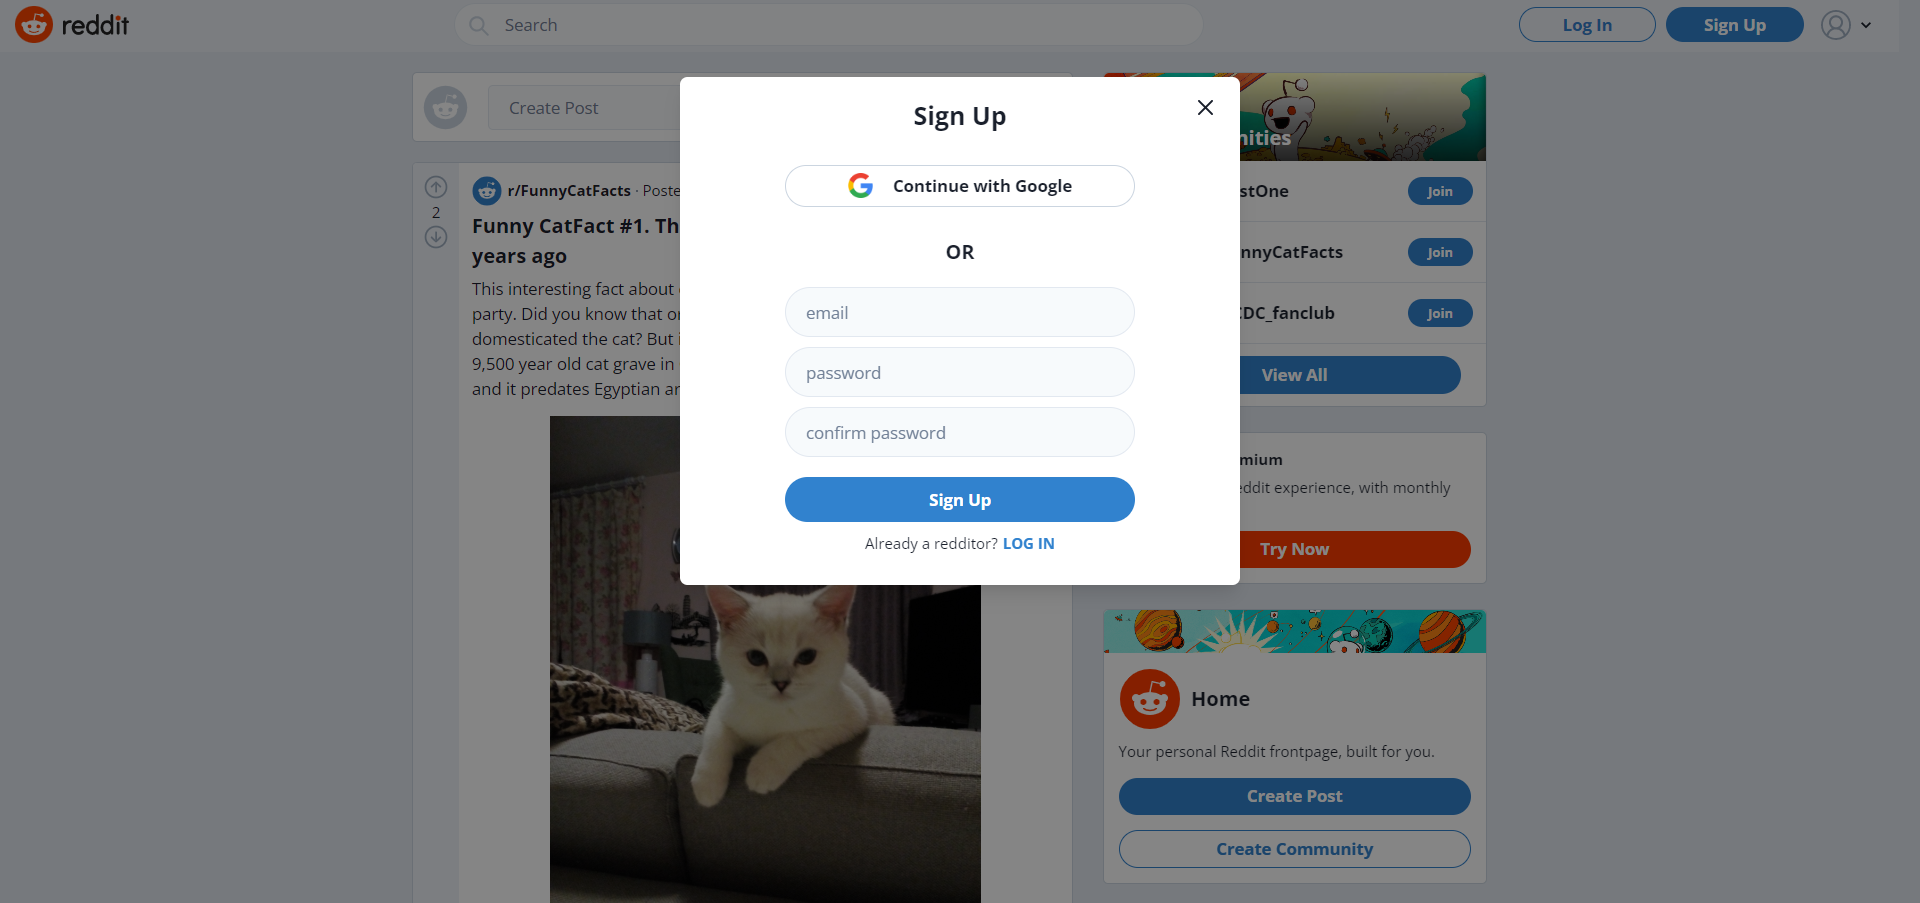 reddit
Search
Log In
Sign Up
Create Post
r/FunnyCatFacts · Poste
2
Funny CatFact #1. Th
years ago
This interesting fact about
party. Did you know that
domesticated the cat? But
9,500 year old cat grave in
and it predates Egyptian
Sign Up
Continue with Google
OR
email
password
confirm password
Sign Up
Already a redditor? LOG IN
nities
stOne
Join
nnyCatFacts
Join
CDC_fanclub
Join
View All
mium
eddit experience, with monthly
Try Now
Home
Your personal Reddit frontpage, built for you.
Create Post
Create Community